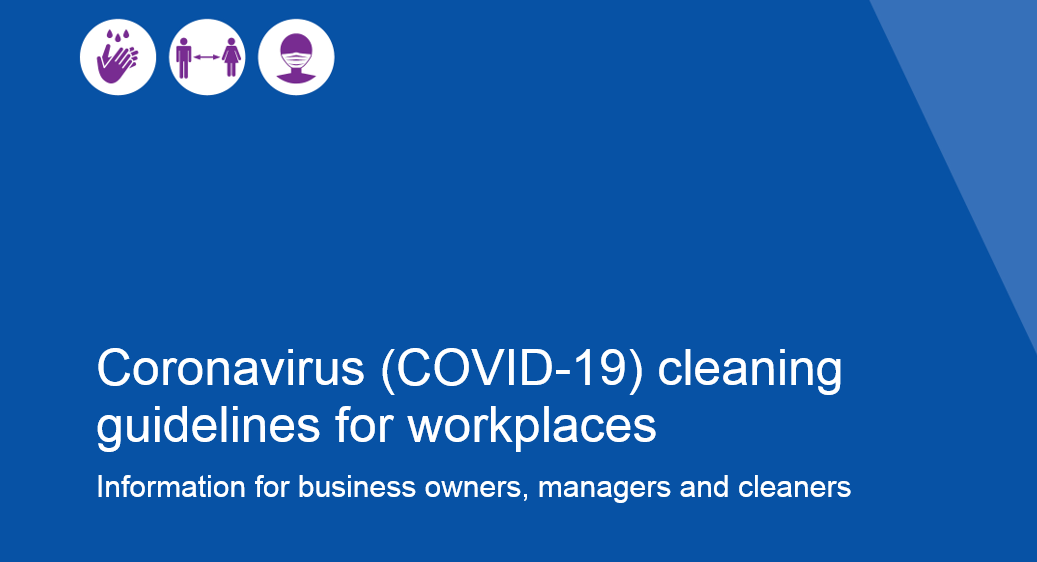 Coronavirus (COVID-19) cleaning
guidelines for workplaces
Information for business owners, managers and cleaners